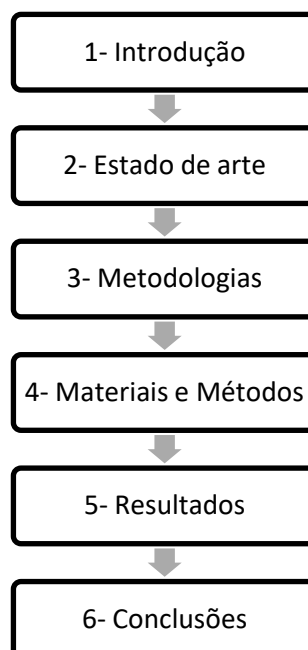 1- Introdução
2- Estado de arte
3- Metodologias
4- Materiais e Métodos
5- Resultados
6- Conclusões